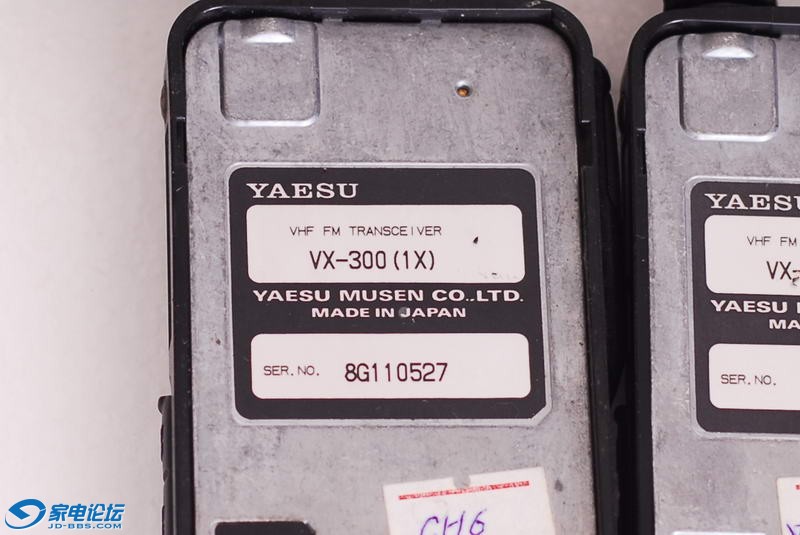 YAESU
VHF FM TRANSCEIVER
VX-300(1X)
YAESU MUSEN CO.,LTD.
MADE IN JAPAN
SER.NO. 8G110527
CH6
YAESU
VHF FM
VX-
YAESU M
MA
SER.NO.
家电论坛
JD-BBS.COM